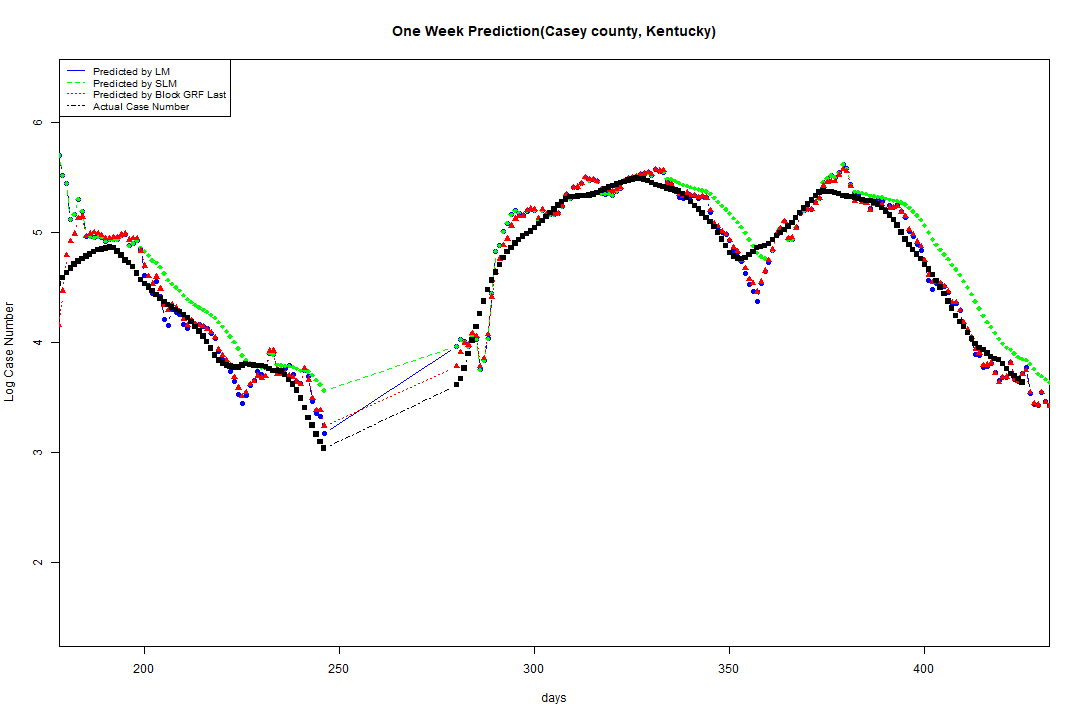 One Week Prediction(Casey county, Kentucky)
Predicted by LM
Predicted by SLM
Predicted by Block GRF Last
Actual Case Number
6
5
4
3
2
Log Case Number
200 250 300 350 400
days